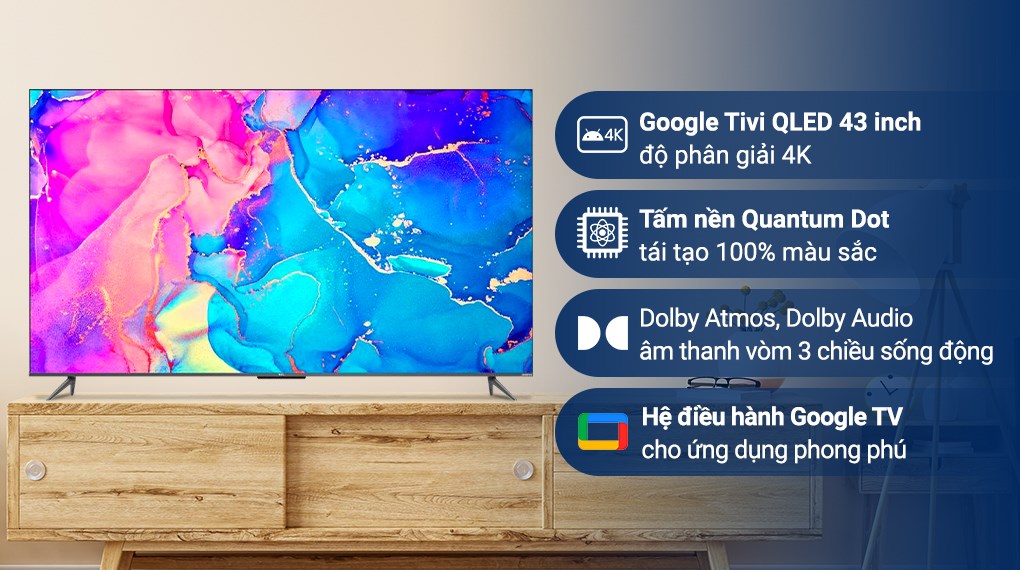 4K
Google Tivi QLED 43 inch
độ phân giải 4K
Tấm nền Quantum Dot
tái tạo 100% màu sắc
Dolby Atmos, Dolby Audio
âm thanh vòm 3 chiều sống động
Hệ điều hành Google TV
cho ứng dụng phong phú